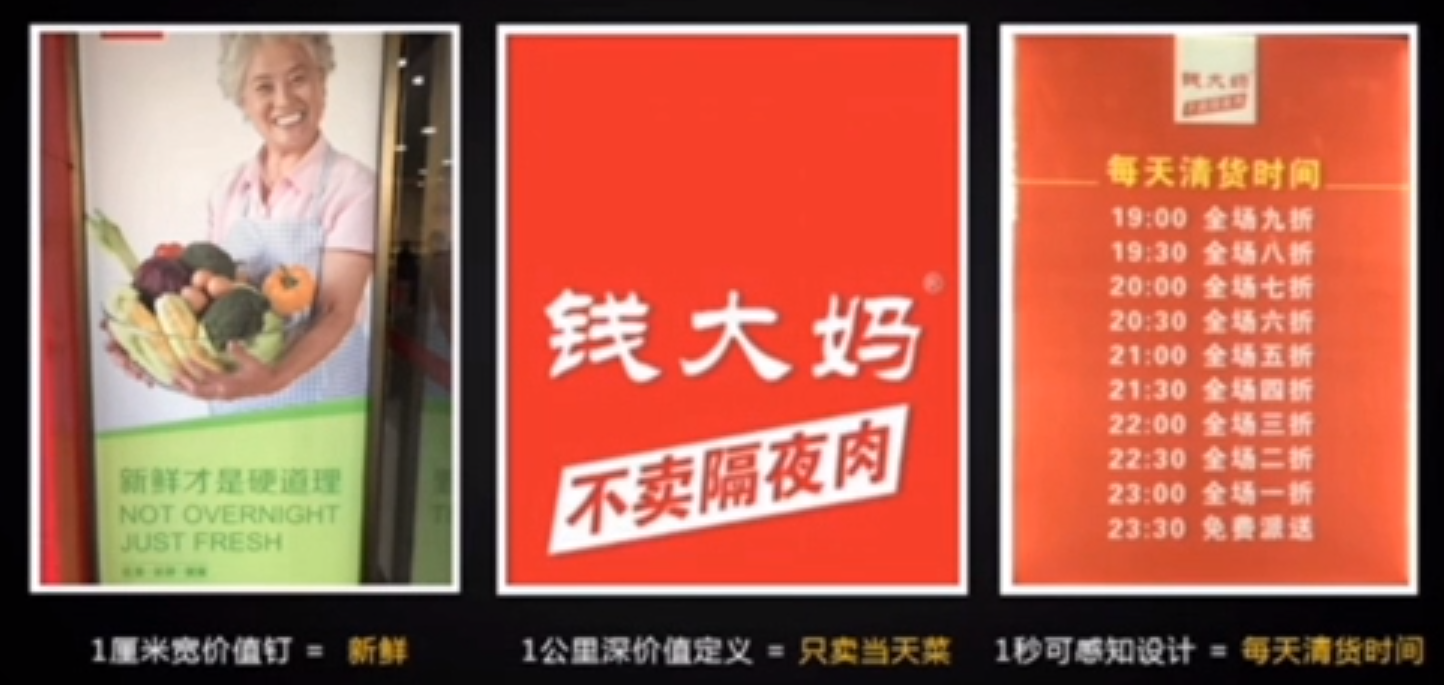 新鲜才是硬道理
NOT OVERNIGHT
JUST FRESH
钱大妈®
不卖隔夜肉
钱大妈
每天清货时间
19:00 全场九折
19:30 全场八折
20:00 全场七折
20:30 全场六折
21:00 全场五折
21:30 全场四折
22:00 全场三折
22:30 全场二折
23:00 全场一折
23:30 免费派送
1厘米宽价值钉 = 新鲜
1公里深价值定义 = 只卖当天菜
1秒可感知设计 = 每天清货时间